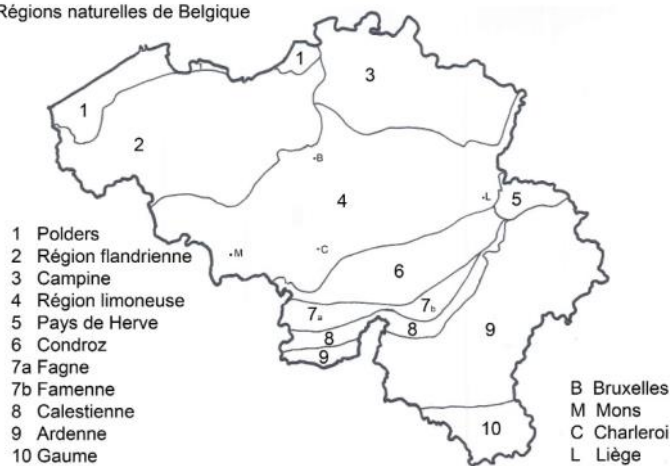 Régions naturelles de Belgique
1
1
3
2
B
4
L
5
M
C
6
7a
7b
8
8
9
9
10
1 Polders
2 Région flandrienne
3 Campine
4 Région limoneuse
5 Pays de Herve
6 Condroz
7a Fagne
7b Famenne
8 Calestienne
9 Ardenne
10 Gaume
B Bruxelles
M Mons
C Charleroi
L Liège